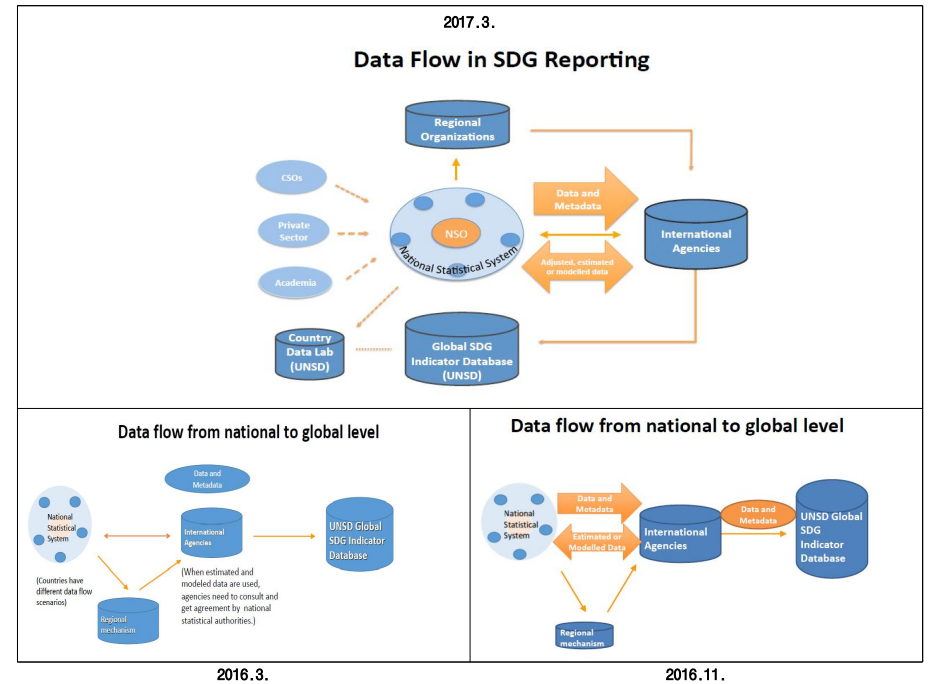 2017.3.
Data Flow in SDG Reporting
Regional
Organizations
CSOs
Data and
Metadata
Private
Sector
NSO
International
Agencies
National Statistical System
Adjusted, estimated
or modelled data
Academia
Country
Data Lab
(UNSD)
Global SDG
Indicator Database
(UNSD)
Data flow from national to global level
Data and
Metadata
National
Statistical
System
International
Agencies
UNSD Global
SDG Indicator
Database
(Countries have
different data flow
scenarios)
(When estimated and
modeled data are used,
agencies need to consult and
get agreement by national
statistical authorities.)
Regional
mechanism
2016.3.
Data flow from national to global level
National
Statistical
System
Data and
Metadata
Estimated or
Modelled Data
International
Agencies
Data and
Metadata
UNSD Global
SDG
Indicator
Database
Regional
mechanism
2016.11.